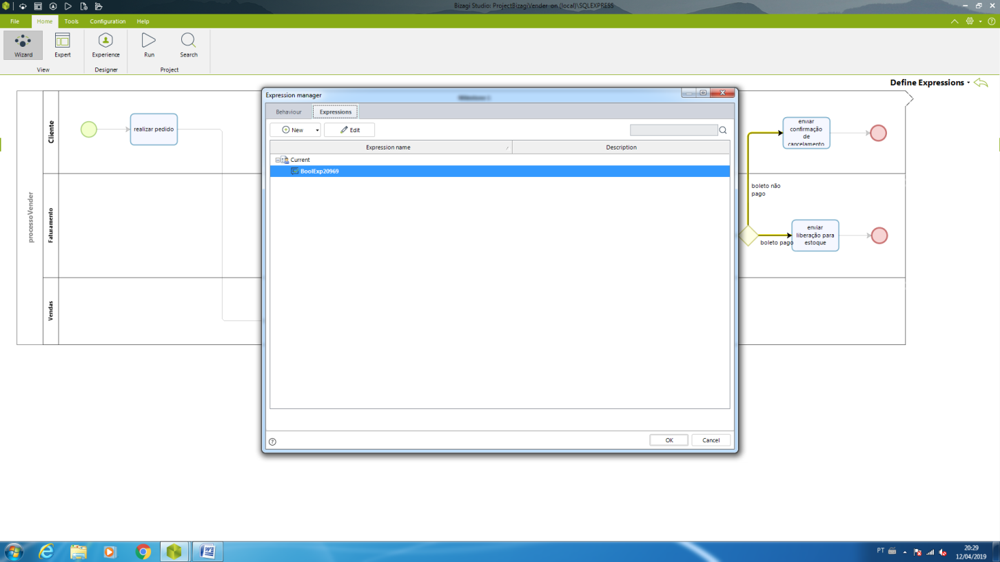 Bizagi Studio: ProjectBizagiVender on (local)\SQLEXPRESS
File Home Tools Configuration Help
Wizard Expert Experience Run Search
View Designer Project
Define Expressions
Expression manager
Behaviour Expressions
New Edit
Expression name Description
Current
BoolExp20969
OK Cancel
processoVender
Cliente
realizar pedido
enviar
confirmação
de
cancelamento
Faturamento
boleto não
pago
boleto pago
enviar
liberação para
estoque
Vendas
PT
20:29
12/04/2019